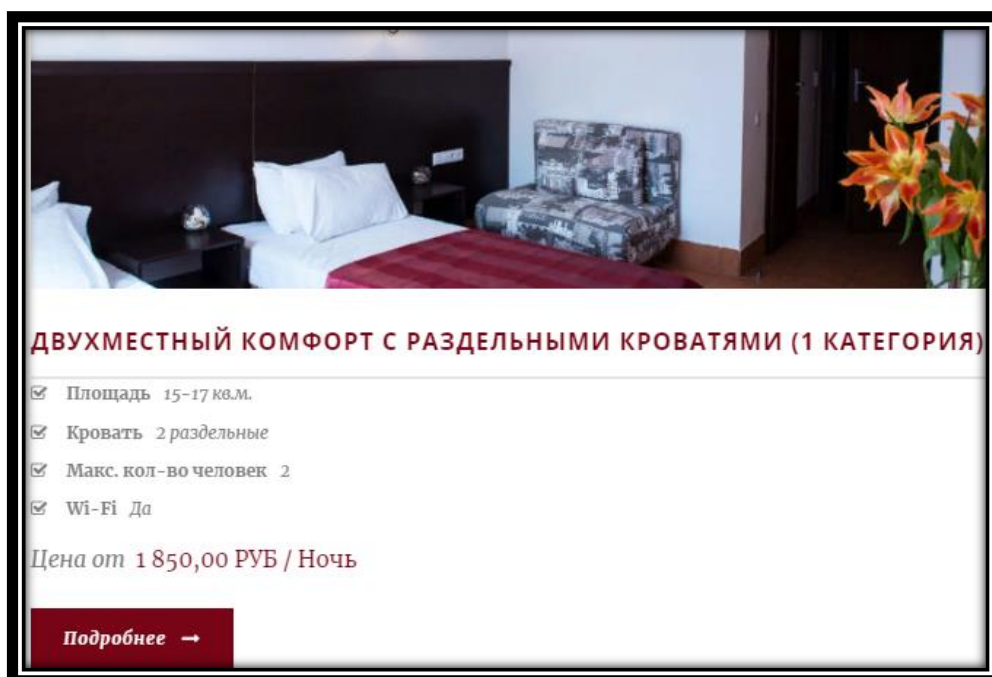 ДВУХМЕСТНЫЙ КОМФОРТ С РАЗДЕЛЬНЫМИ КРОВАТЯМИ (1 КАТЕГОРИЯ)
Площадь 15-17 кв.м.
Кровать 2 раздельные
Макс. кол-во человек 2
Wi-Fi Да
Цена от 1 850,00 РУБ / Ночь
Подробнее →